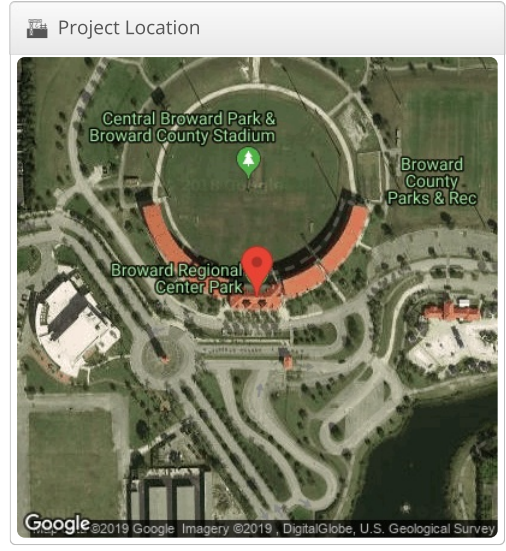 Project Location
Central Broward Park &
Broward County Stadium
Broward
County
Parks & Rec
Broward Regional
Center Park
Google
©2019 Google Imagery ©2019 , DigitalGlobe, U.S. Geological Survey